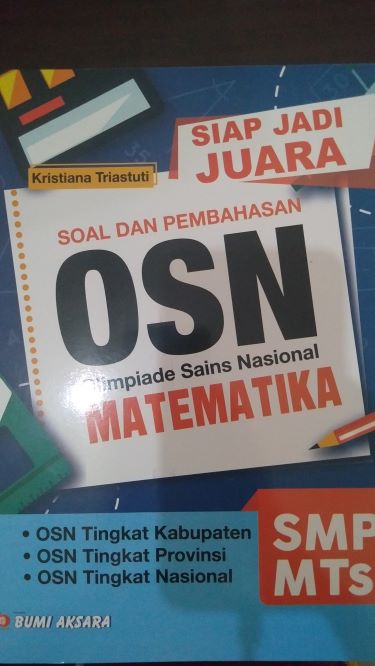 SIAP JADI
JUARA
Kristiana Triastuti
SOAL DAN PEMBAHASAN
OSN
Olimpiade Sains Nasional
MATEMATIKA
• OSN Tingkat Kabupaten
• OSN Tingkat Provinsi
• OSN Tingkat Nasional
SMP
MTs
BUMI AKSARA